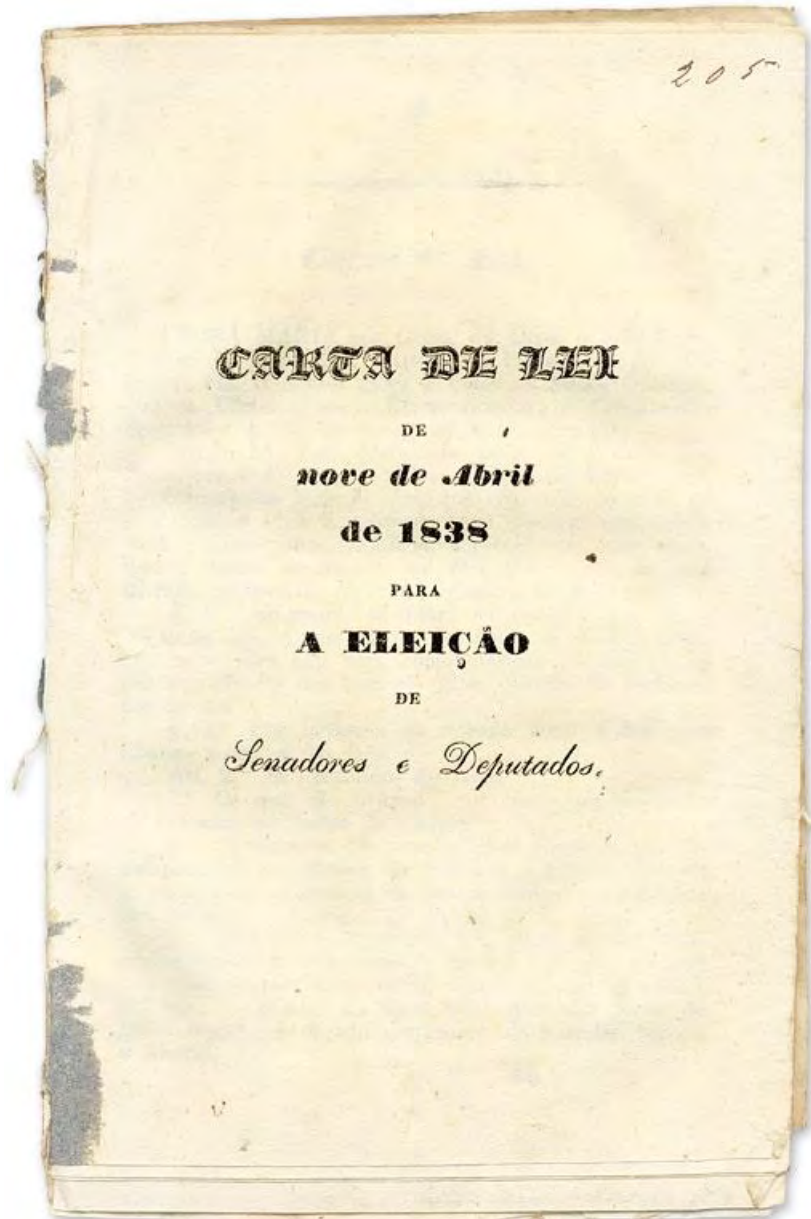 205
CARTA DE LEI
DE
nove de Abril
de 1838
PARA
A ELEIÇÃO
DE
Senadores e Deputados.